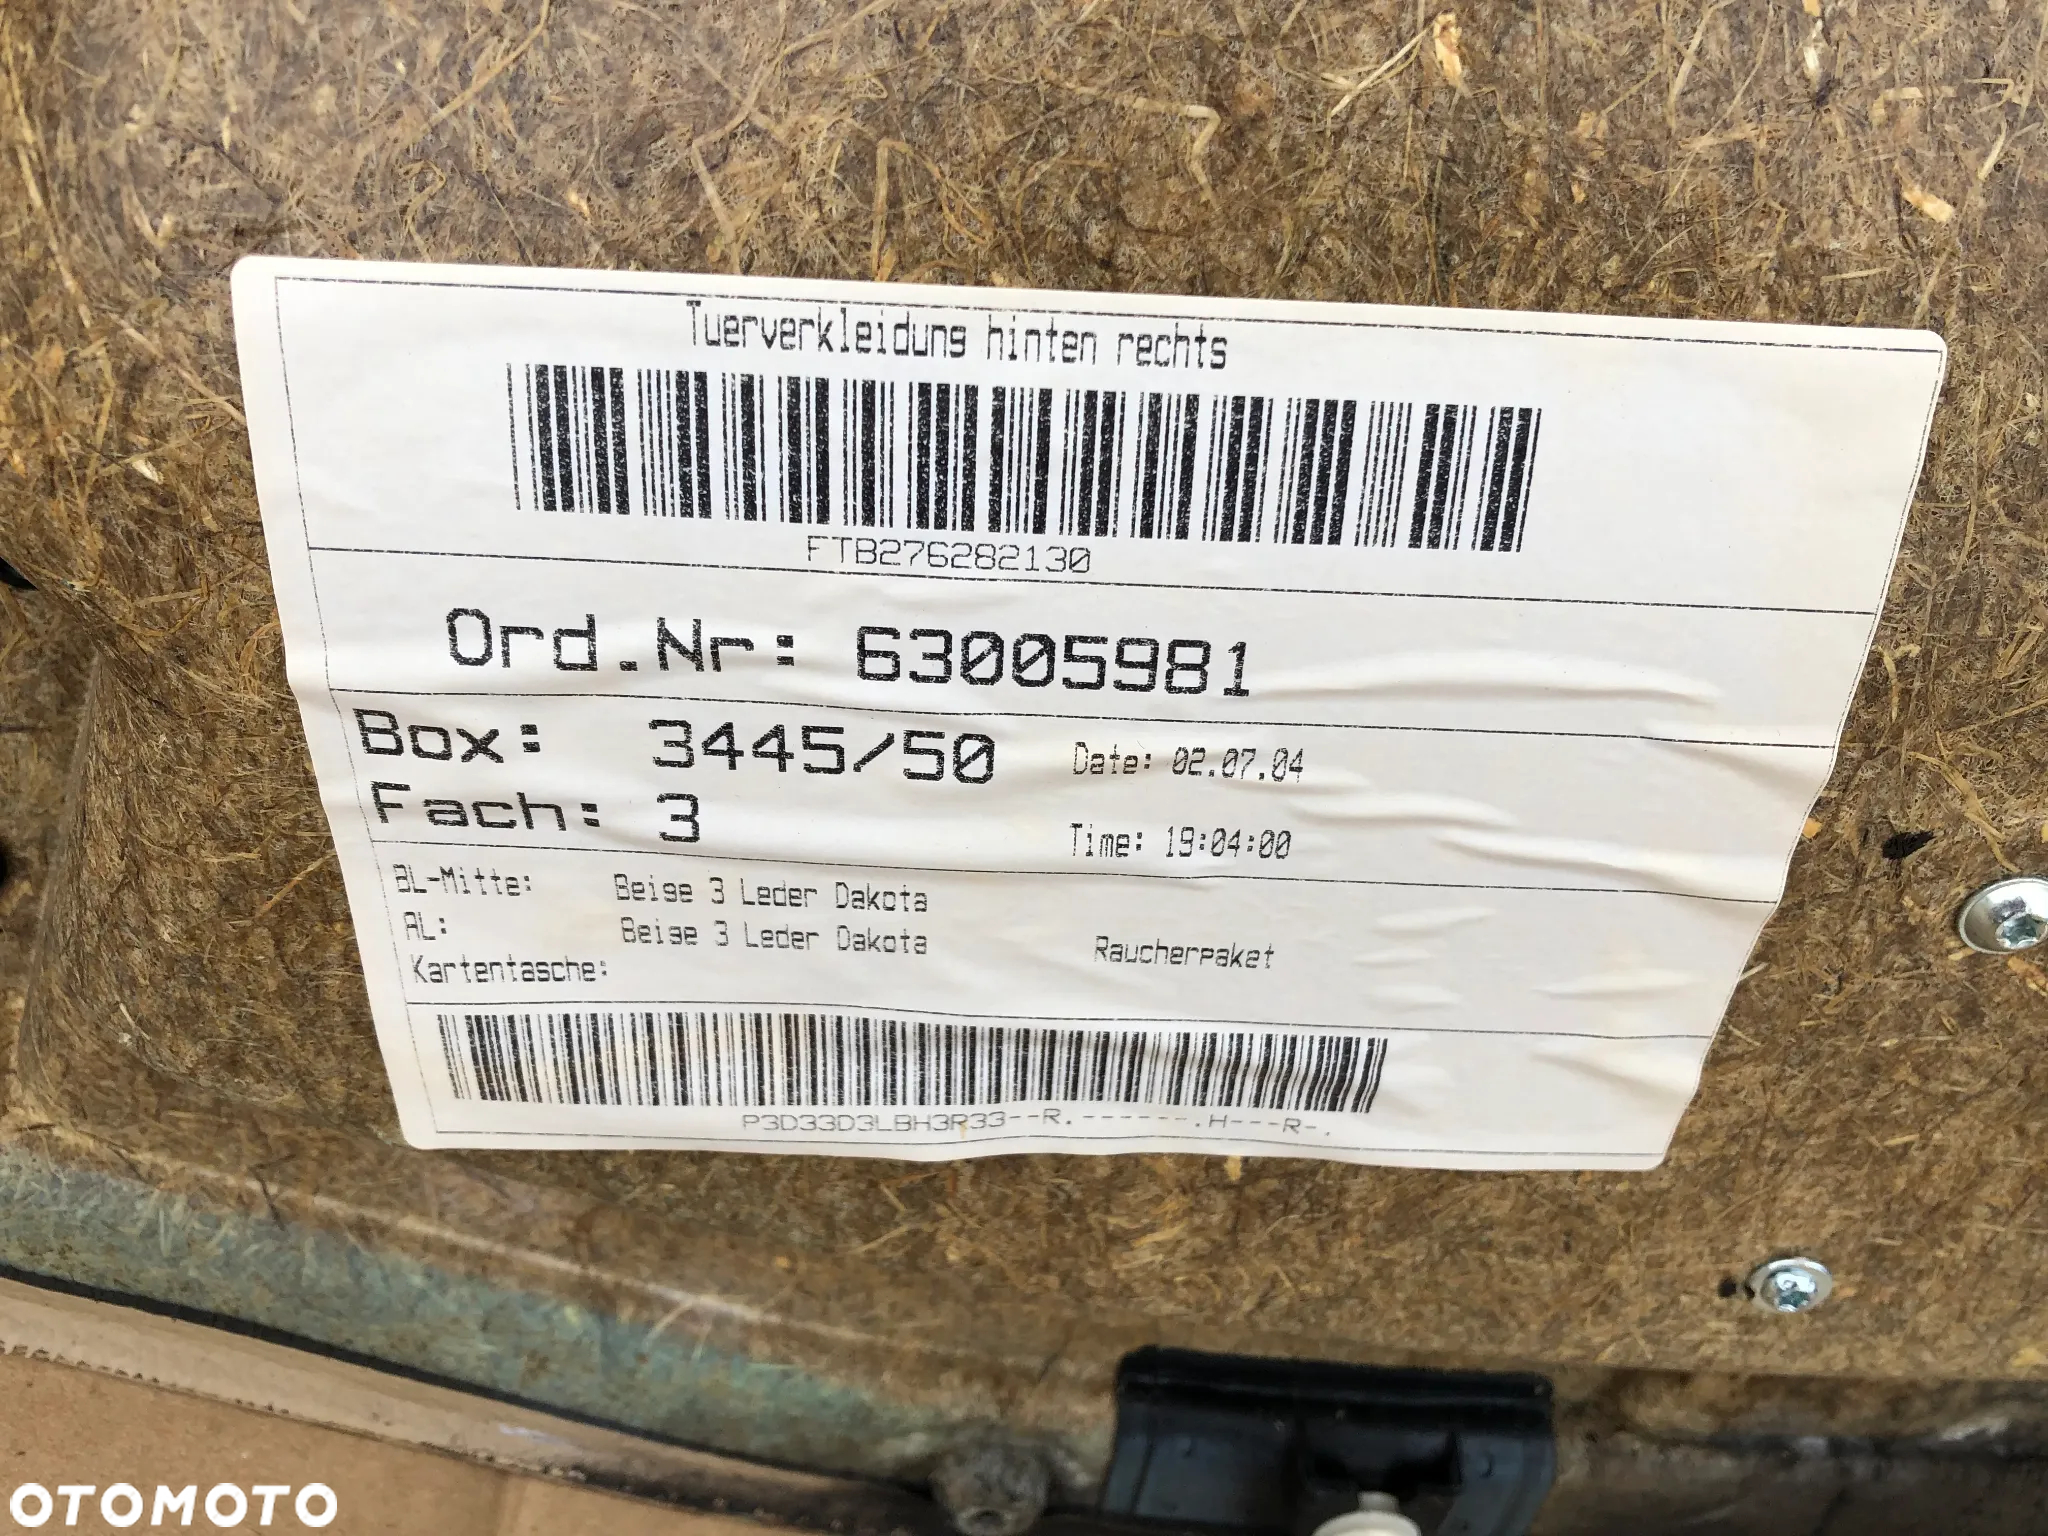 Tuerverkleidung hinten rechts
FTB276282130
Ord.Nr: 63005981
Box: 3445/50 Date: 02.07.04
Fach: 3 Time: 19:04:00
BL-Mitte: Beige 3 Leder Dakota
AL: Beige 3 Leder Dakota Raucherpaket
Kartentasche:
P3D33D3LBH3R33--R.------.H---R-.
OTOMOTO